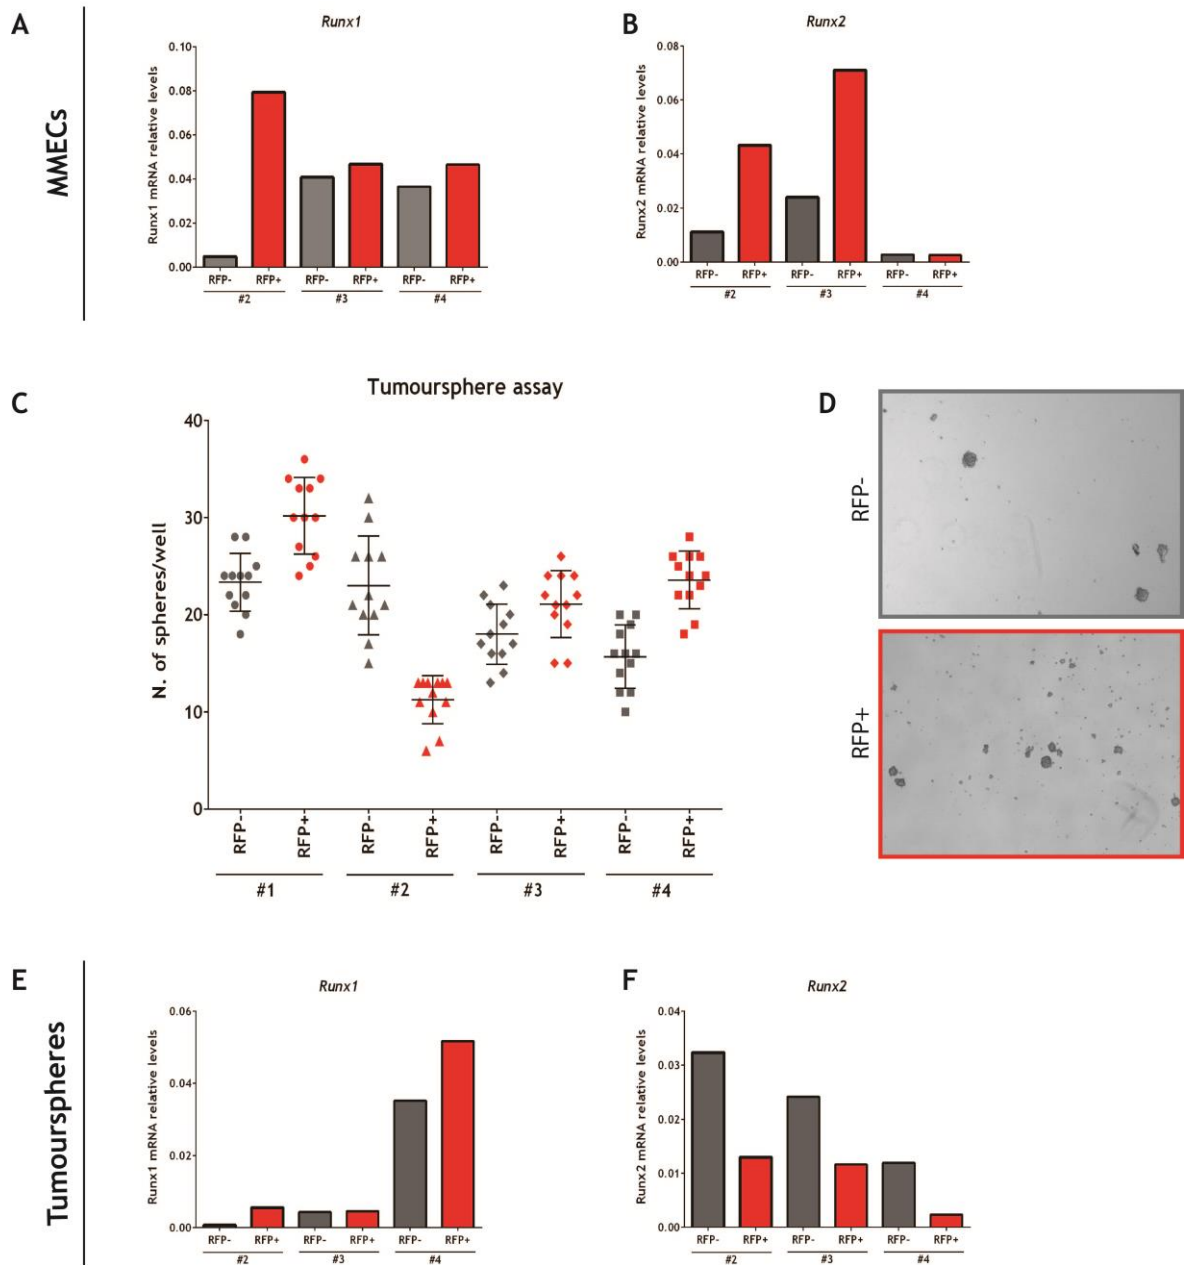 A
B
MMECs
Runx1
Runx1 mRNA relative levels
0.10
0.08
0.06
0.04
0.02
0.00
RFP- RFP+ RFP- RFP+ RFP- RFP+
#2 #3 #4
Runx2
Runx2 mRNA relative levels
0.08
0.06
0.04
0.02
0.00
RFP- RFP+ RFP- RFP+ RFP- RFP+
#2 #3 #4
C
Tumoursphere assay
N. of spheres/well
40
30
20
10
0
RFP- RFP+ RFP- RFP+ RFP- RFP+ RFP- RFP+
#1 #2 #3 #4
D
RFP-
RFP+
E
F
Tumourspheres
Runx1
Runx1 mRNA relative levels
0.06
0.04
0.02
0.00
RFP- RFP+ RFP- RFP+ RFP- RFP+
#2 #3 #4
Runx2
Runx2 mRNA relative levels
0.04
0.03
0.02
0.01
0.00
RFP- RFP+ RFP- RFP+ RFP- RFP+
#2 #3 #4